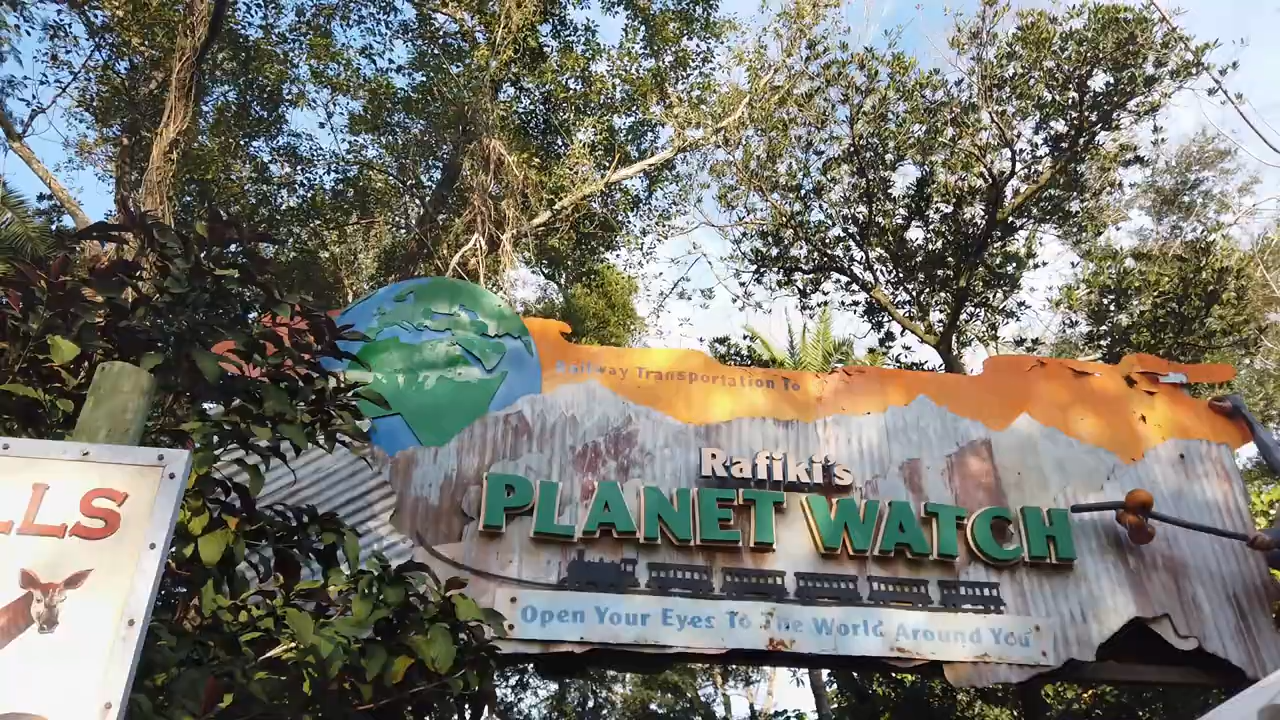 Railway Transportation To
Rafiki's
PLANET WATCH
Open Your Eyes To The World Around You
LLS